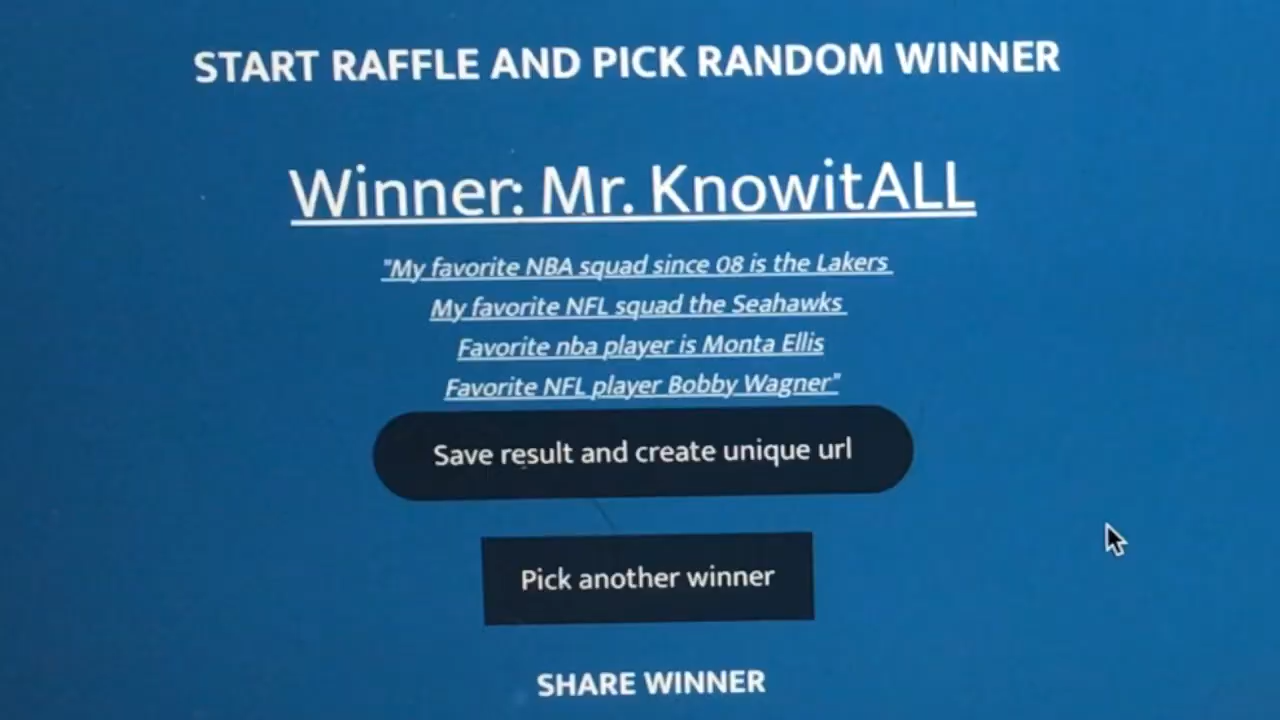 START RAFFLE AND PICK RANDOM WINNER
Winner: Mr. KnowitALL
"My favorite NBA squad since 08 is the Lakers
My favorite NFL squad the Seahawks
Favorite nba player is Monta Ellis
Favorite NFL player Bobby Wagner"
Save result and create unique url
Pick another winner
SHARE WINNER